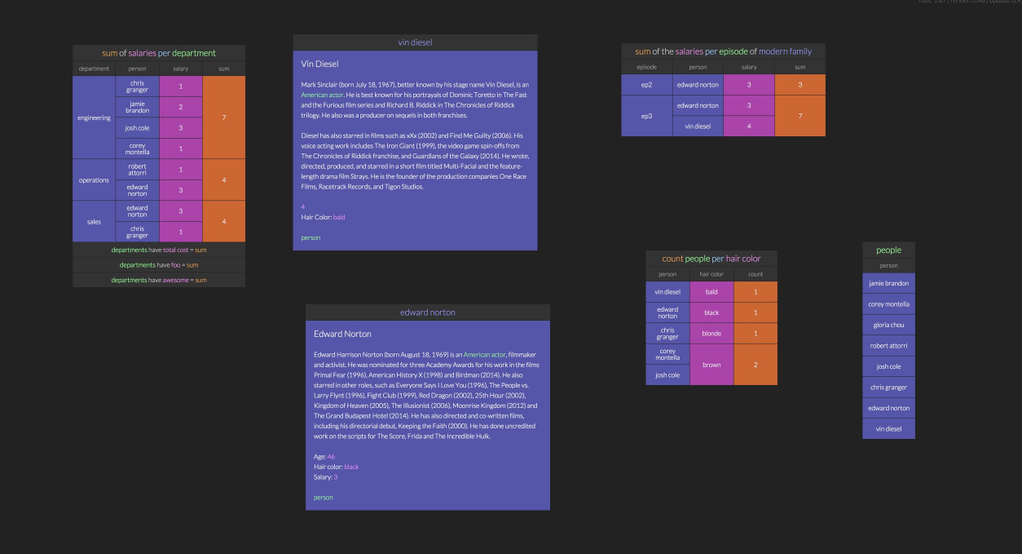 sum of salaries per department
department person salary sum
engineering
chris granger 1
jamie brandon 2
josh cole 3
corey montella 1
7
operations
robert attorri 1
edward norton 3
4
sales
edward norton 3
chris granger 1
4
departments have total cost = sum
departments have foo = sum
departments have awesome = sum
vin diesel
Vin Diesel
Mark Sinclair (born July 18, 1967), better known by his stage name Vin Diesel, is an
American actor. He is best known for his portrayals of Dominic Toretto in The Fast
and the Furious film series and Richard B. Riddick in The Chronicles of Riddick
trilogy. He also was a producer on sequels in both franchises.
Diesel has also starred in films such as xXx (2002) and Find Me Guilty (2006). His
voice acting work includes The Iron Giant (1999), the video game spin-offs from
The Chronicles of Riddick franchise, and Guardians of the Galaxy (2014). He wrote,
directed, produced, and starred in a short film titled Multi-Facial and the feature-
length drama film Strays. He is the founder of the production companies One Race
Films, Racetrack Records, and Tigon Studios.
4
Hair Color: bald
person
edward norton
Edward Norton
Edward Harrison Norton (born August 18, 1969) is an American actor, filmmaker
and activist. He was nominated for three Academy Awards for his work in the films
Primal Fear (1996), American History X (1998) and Birdman (2014). He also
starred in other roles, such as Everyone Says I Love You (1996), The People vs.
Larry Flynt (1996), Fight Club (1999), Red Dragon (2002), 25th Hour (2002),
Kingdom of Heaven (2005), The Illusionist (2006), Moonrise Kingdom (2012) and
The Grand Budapest Hotel (2014). He has also directed and co-written films,
including his directorial debut, Keeping the Faith (2000). He has done uncredited
work on the scripts for The Score, Frida and The Incredible Hulk.
Age: 46
Hair color: black
Salary: 3
person
sum of the salaries per episode of modern family
episode person salary sum
ep2 edward norton 3 3
ep3
edward norton 3
vin diesel 4
7
count people per hair color
person hair color count
vin diesel bald 1
edward norton black 1
chris granger blonde 1
corey montella
josh cole
brown 2
people
person
jamie brandon
corey montella
gloria chou
robert attorri
josh cole
chris granger
edward norton
vin diesel